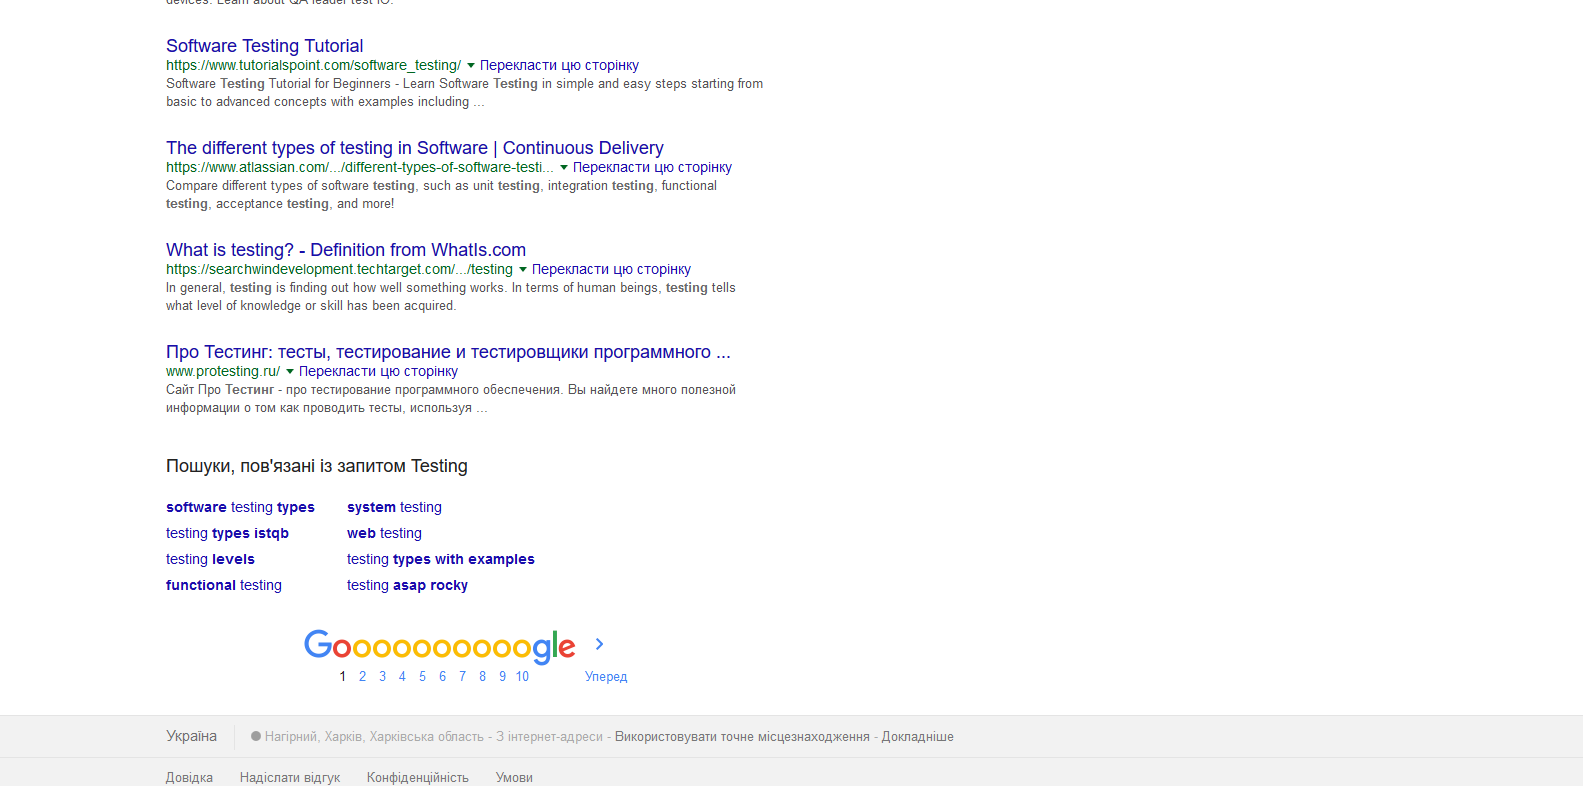 devices. Learn about QA leader test IO.
Software Testing Tutorial
https://www.tutorialspoint.com/software_testing/ Перекласти цю сторінку
Software Testing Tutorial for Beginners - Learn Software Testing in simple and easy steps starting from
basic to advanced concepts with examples including ...
The different types of testing in Software | Continuous Delivery
https://www.atlassian.com/.../different-types-of-software-testi... Перекласти цю сторінку
Compare different types of software testing, such as unit testing, integration testing, functional
testing, acceptance testing, and more!
What is testing? - Definition from WhatIs.com
https://searchwindevelopment.techtarget.com/.../testing Перекласти цю сторінку
In general, testing is finding out how well something works. In terms of human beings, testing tells
what level of knowledge or skill has been acquired.
Про Тестинг: тесты, тестирование и тестировщики программного ...
www.protesting.ru/ Перекласти цю сторінку
Сайт Про Тестинг - про тестирование программного обеспечения. Вы найдете много полезной
информации о том как проводить тесты, используя ...
Пошуки, пов'язані із запитом Testing
software testing types system testing
testing types istqb web testing
testing levels testing types with examples
functional testing testing asap rocky
Goooooooooogle
1 2 3 4 5 6 7 8 9 10 Уперед
Україна Нагірний, Харків, Харківська область - З інтернет-адреси - Використовувати точне місцезнаходження - Докладніше
Довідка Надіслати відгук Конфіденційність Умови